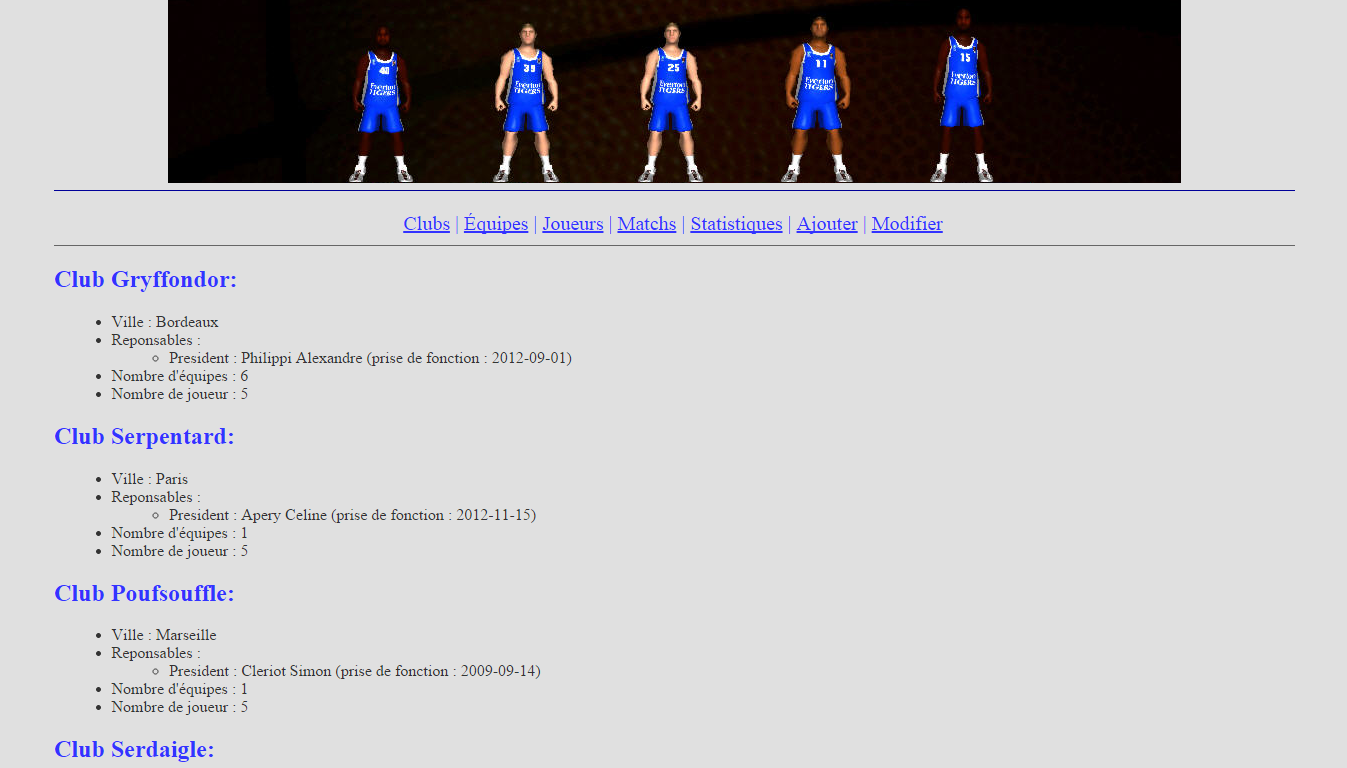 40 35 25 11 15
Everton TIGERS Everton TIGERS Everton TIGERS Everton TIGERS Everton TIGERS
Clubs | Équipes | Joueurs | Matchs | Statistiques | Ajouter | Modifier
Club Gryffondor:
Ville : Bordeaux
Reponsables :
President : Philippi Alexandre (prise de fonction : 2012-09-01)
Nombre d'équipes : 6
Nombre de joueur : 5
Club Serpentard:
Ville : Paris
Reponsables :
President : Apery Celine (prise de fonction : 2012-11-15)
Nombre d'équipes : 1
Nombre de joueur : 5
Club Poufsouffle:
Ville : Marseille
Reponsables :
President : Cleriot Simon (prise de fonction : 2009-09-14)
Nombre d'équipes : 1
Nombre de joueur : 5
Club Serdaigle: